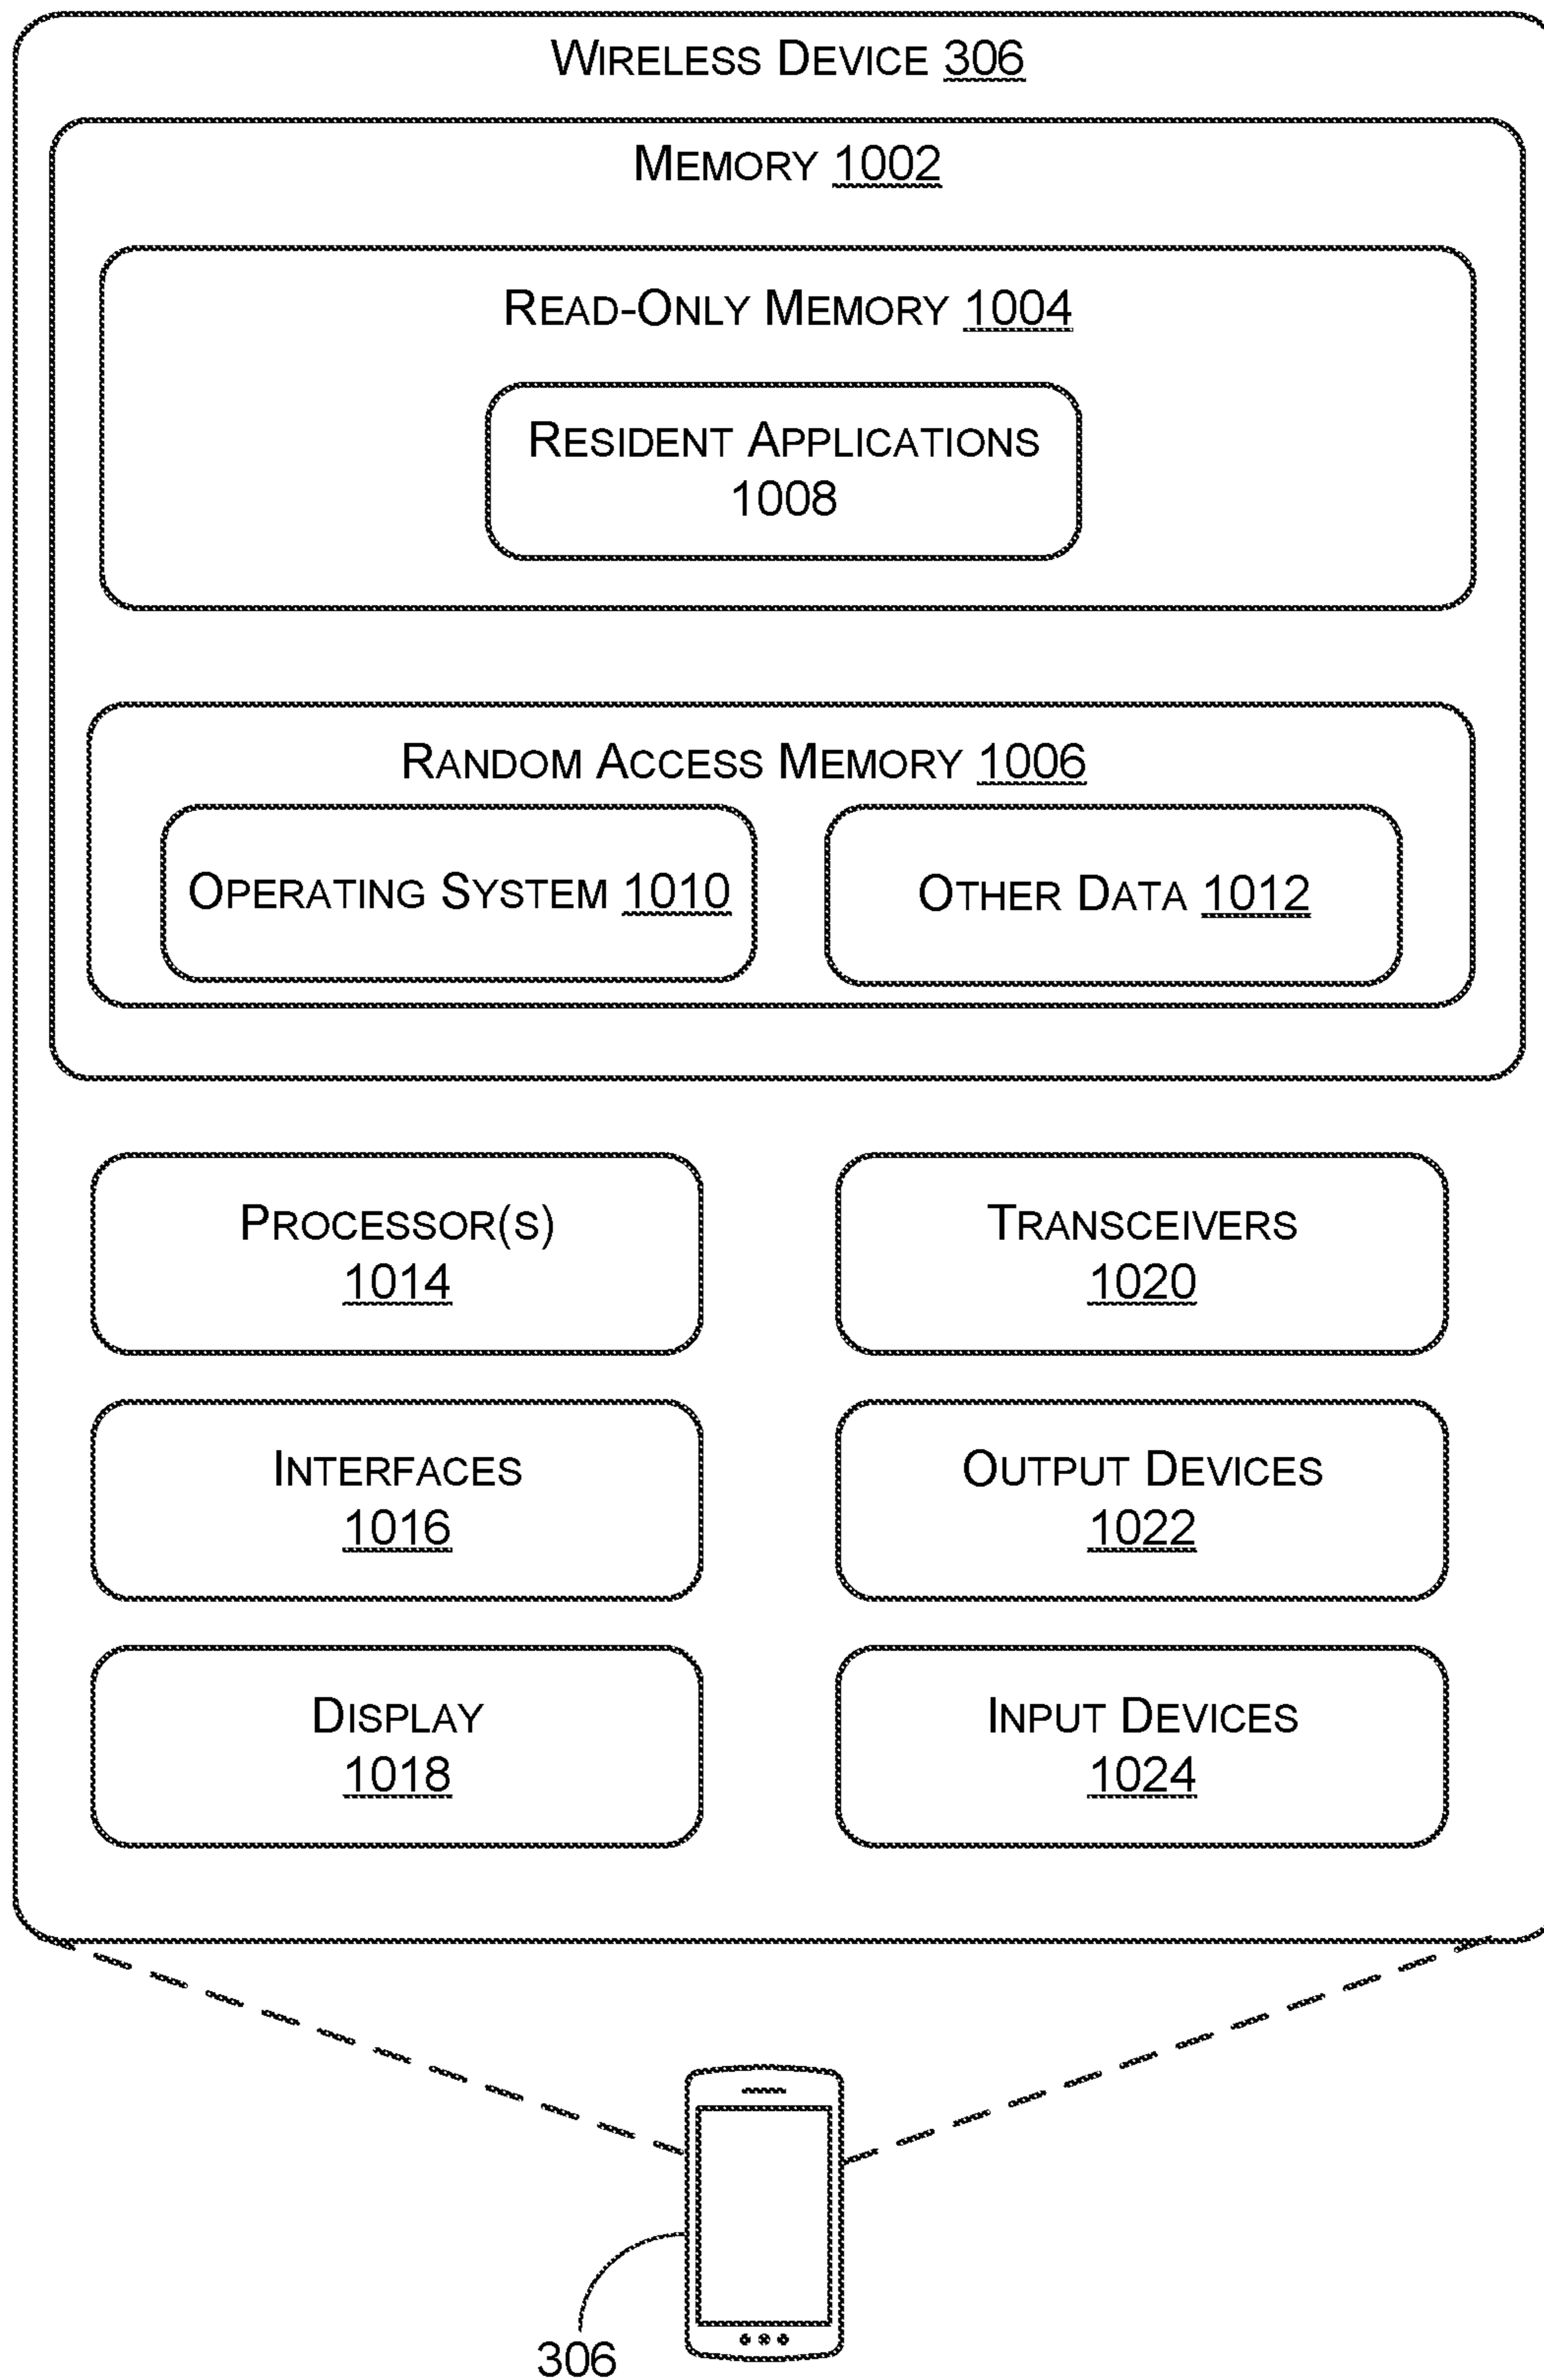 WIRELESS DEVICE 306
MEMORY 1002
READ-ONLY MEMORY 1004
RESIDENT APPLICATIONS
1008
RANDOM ACCESS MEMORY 1006
OPERATING SYSTEM 1010
OTHER DATA 1012
PROCESSOR(S)
1014
TRANSCEIVERS
1020
INTERFACES
1016
OUTPUT DEVICES
1022
DISPLAY
1018
INPUT DEVICES
1024
306